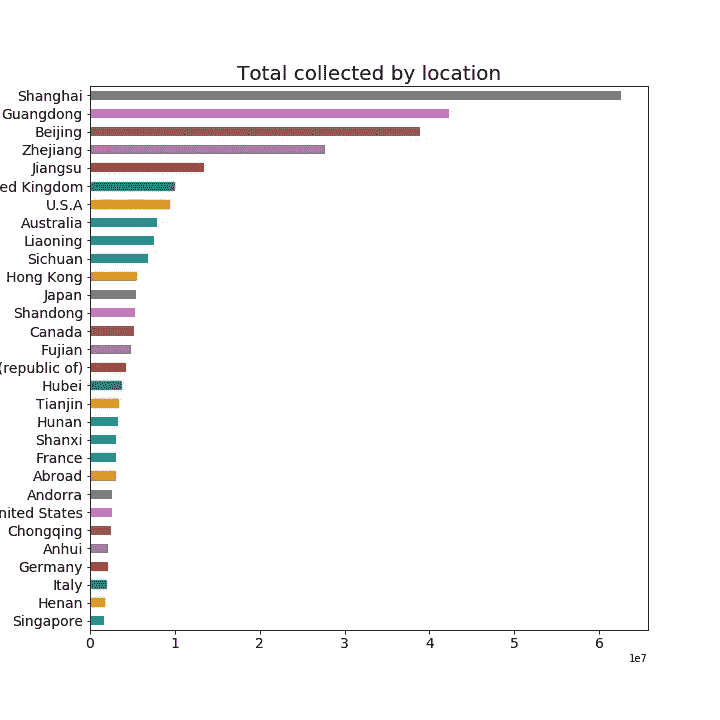 Total collected by location
Shanghai
Guangdong
Beijing
Zhejiang
Jiangsu
ed Kingdom
U.S.A
Australia
Liaoning
Sichuan
Hong Kong
Japan
Shandong
Canada
Fujian
(republic of)
Hubei
Tianjin
Hunan
Shanxi
France
Abroad
Andorra
nited States
Chongqing
Anhui
Germany
Italy
Henan
Singapore
0 1 2 3 4 5 6
1e7